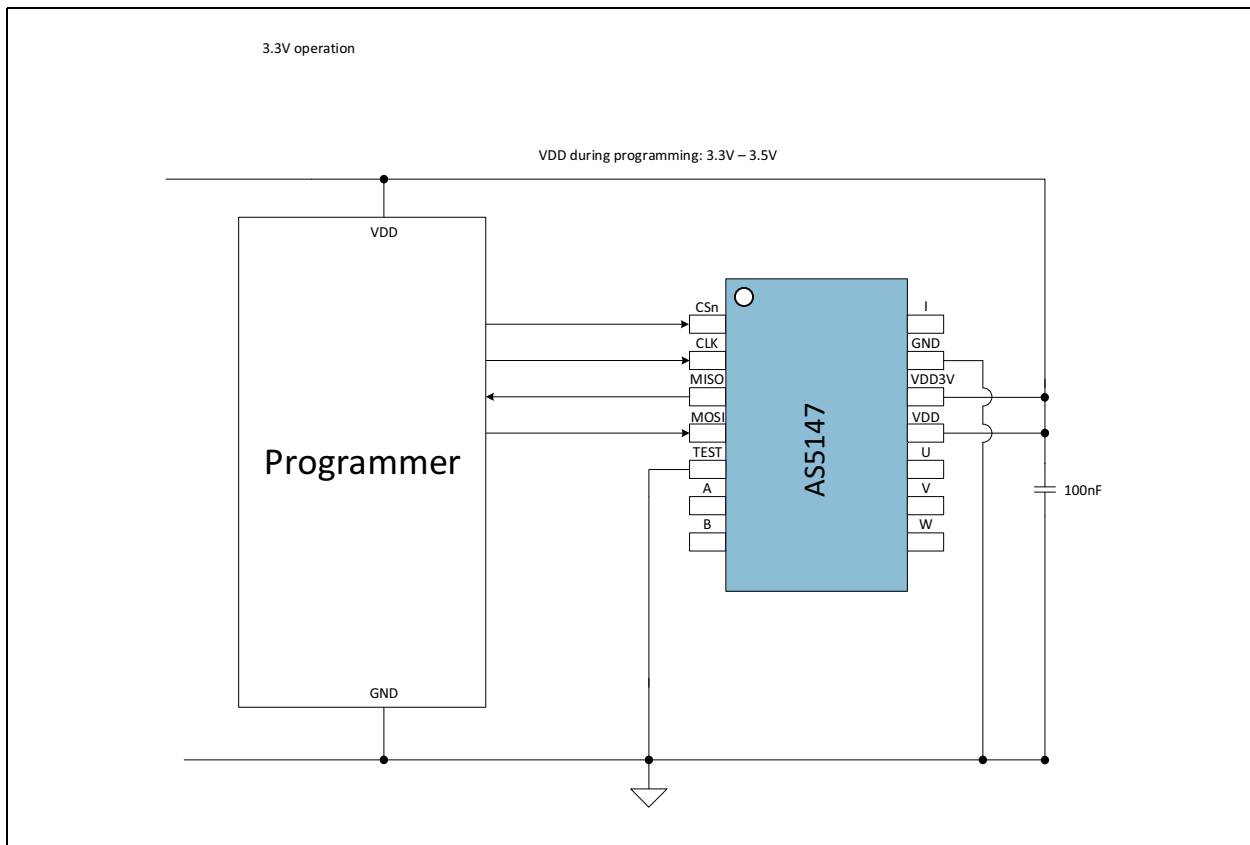 3.3V operation
VDD during programming: 3.3V – 3.5V
VDD
CSn
I
CLK
GND
MISO
VDD3V
MOSI
VDD
Programmer
AS5147
TEST
U
A
V
100nF
B
W
GND